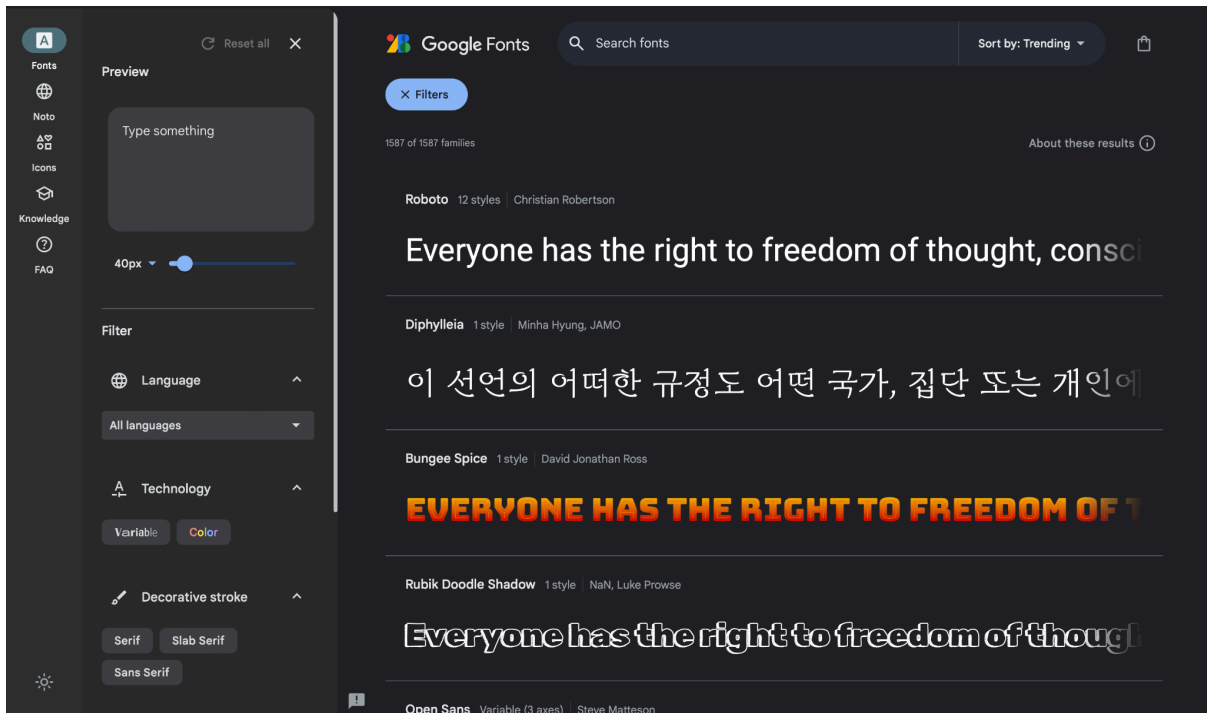 Fonts
Noto
Icons
Knowledge
FAQ
Reset all
Preview
Type something
40px
Filter
Language
All languages
Technology
Variable Color
Decorative stroke
Serif Slab Serif
Sans Serif
Google Fonts
Search fonts
Sort by: Trending
Filters
1587 of 1587 families
About these results
Roboto 12 styles Christian Robertson
Everyone has the right to freedom of thought, consci
Diphylleia 1 style Minha Hyung, JAMO
이 선언의 어떠한 규정도 어떤 국가, 집단 또는 개인에
Bungee Spice 1 style David Jonathan Ross
EVERYONE HAS THE RIGHT TO FREEDOM OF T
Rubik Doodle Shadow 1 style NaN, Luke Prowse
Everyone has the right to freedom of though
Open Sans Variable (3 axes) Steve Matteson